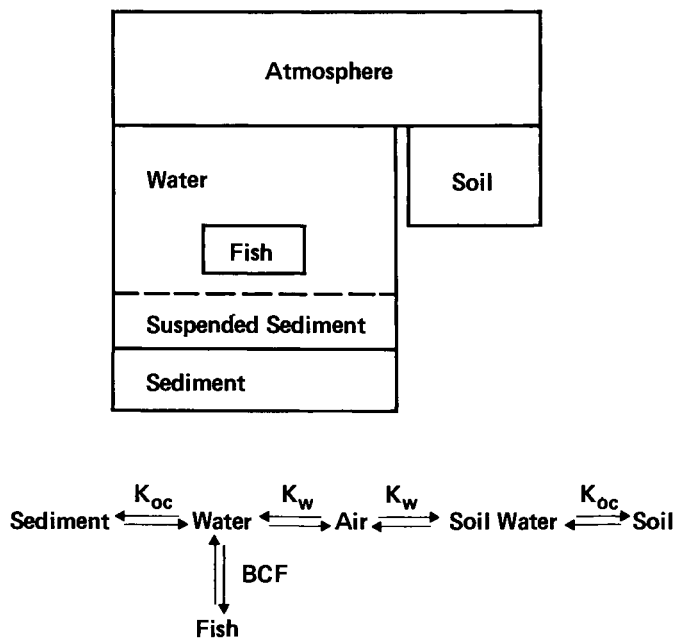 Atmosphere
Water
Soil
Fish
Suspended Sediment
Sediment
Koc Kw Kw Koc
Sediment Water Air Soil Water Soil
BCF
Fish